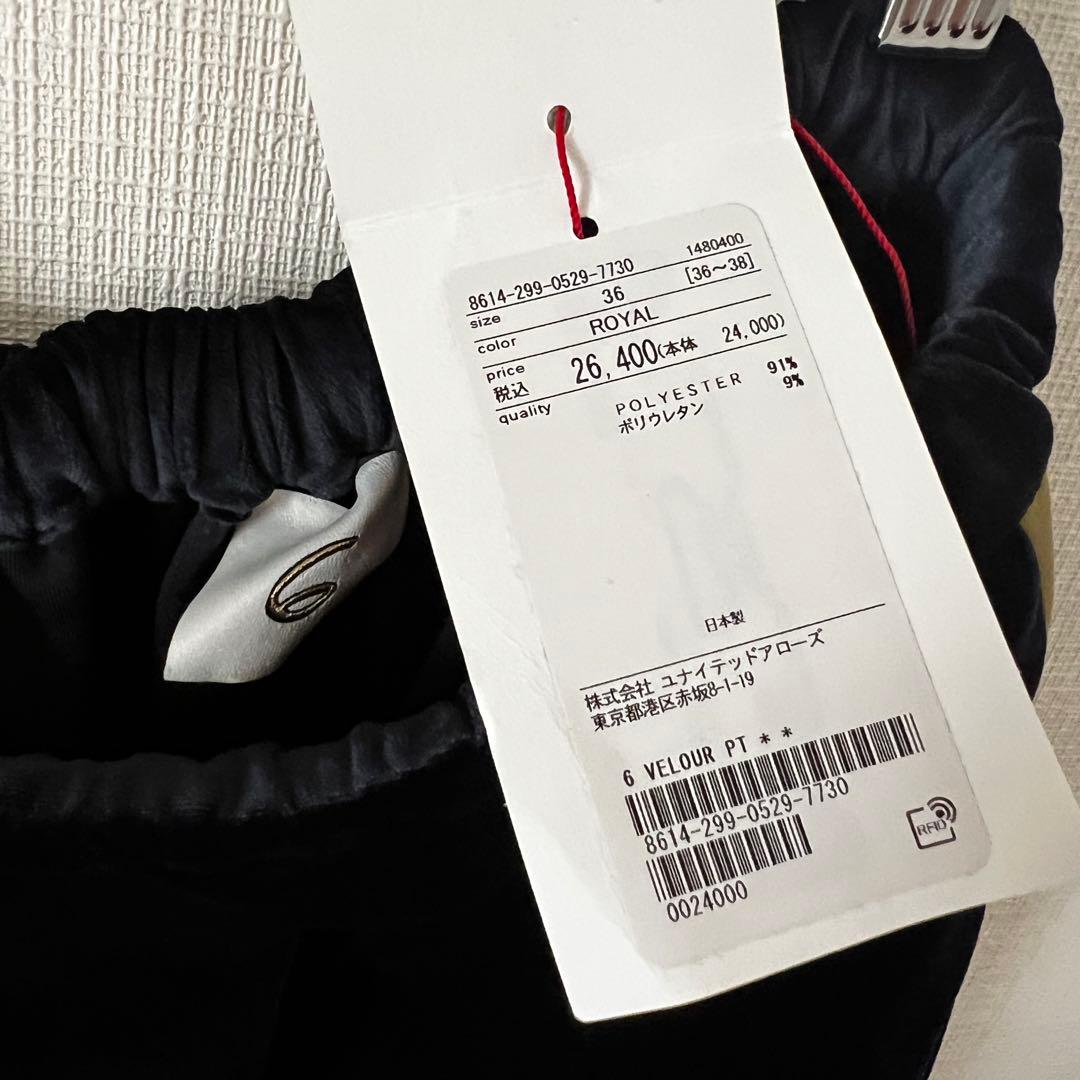 8614-299-0529-7730 1480400
size 36 [36~38]
color ROYAL
price
税込 26,400(本体 24,000)
quality POLYESTER 91%
ポリウレタン 9%
日本製
株式会社 ユナイテッドアローズ
東京都港区赤坂8-1-19
6 VELOUR PT * *
8614-299-0529-7730
0024000
RFID
6